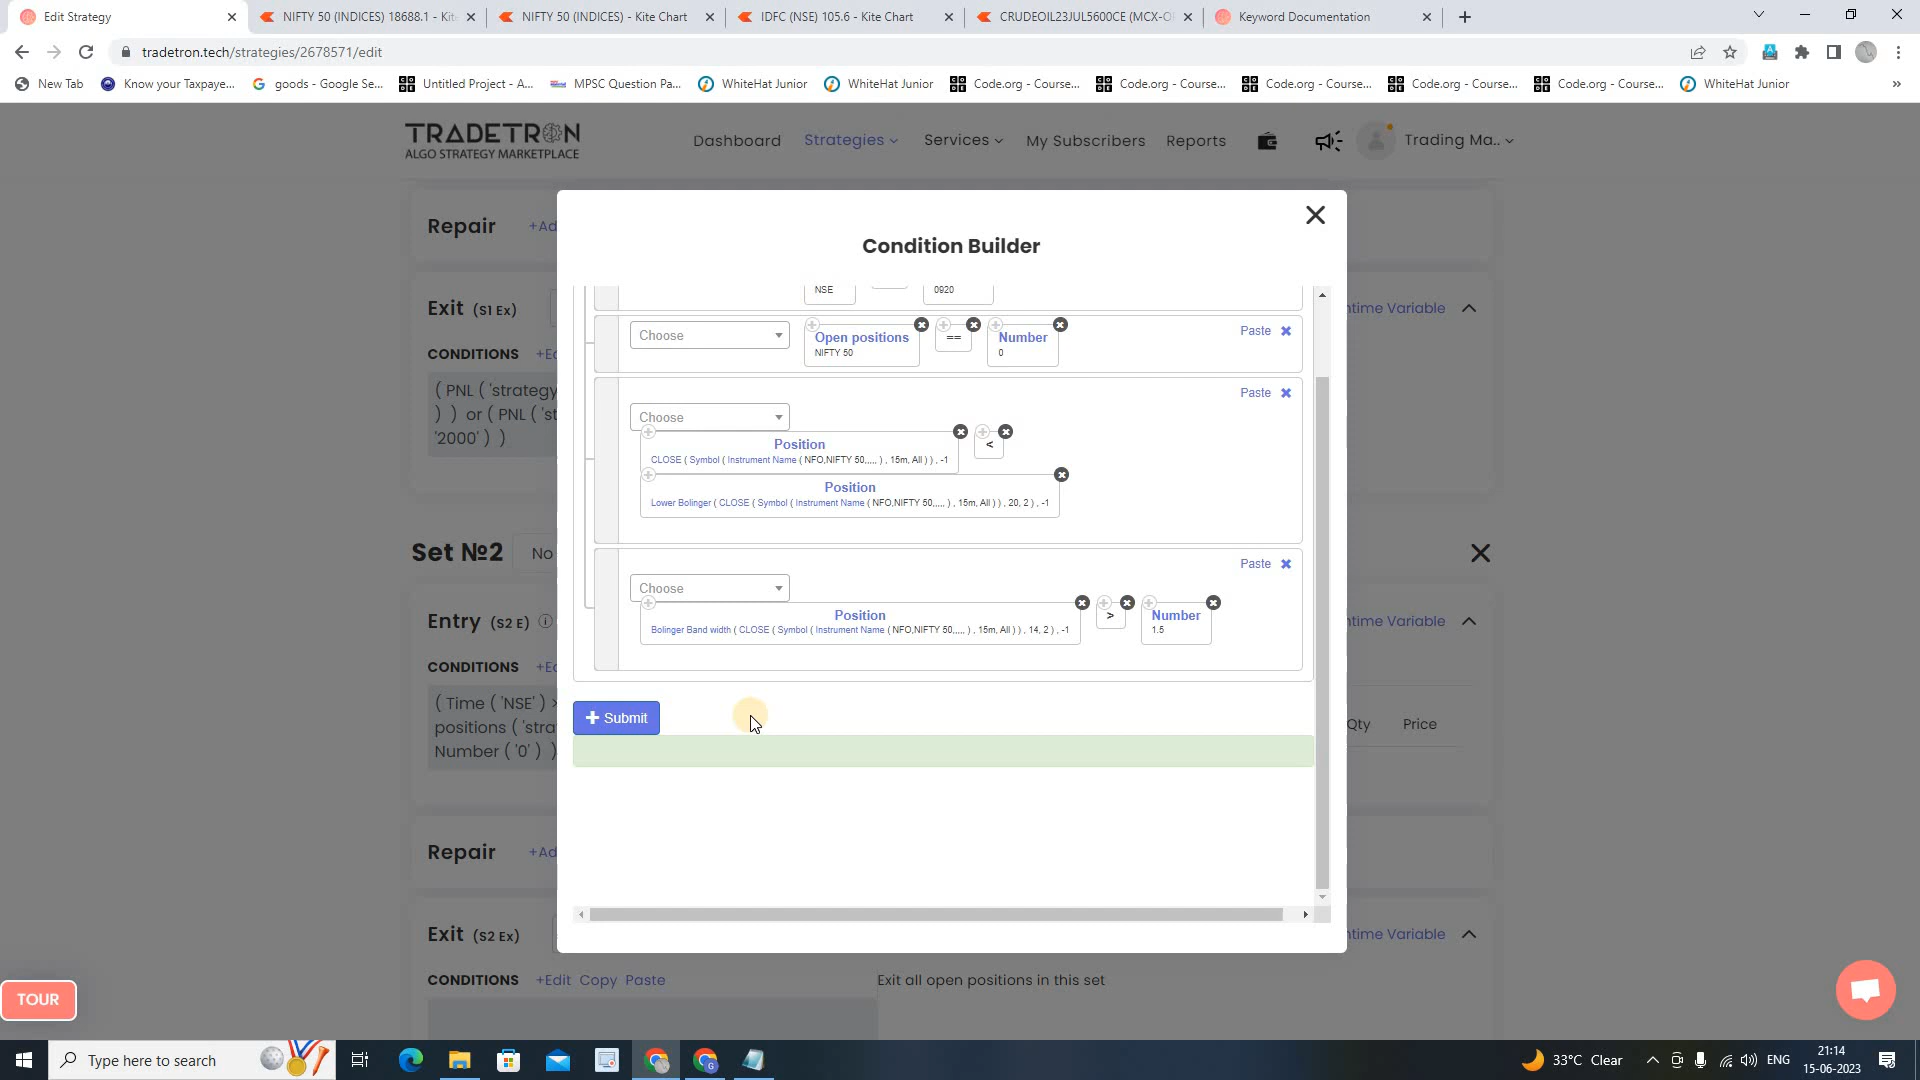 Edit Strategy
NIFTY 50 (INDICES) 18688.1 - Kit
NIFTY 50 (INDICES) - Kite Chart
IDFC (NSE) 105.6 - Kite Chart
CRUDEOIL23JUL5600CE (MCX-O
Keyword Documentation
tradetron.tech/strategies/2678571/edit
New Tab
Know your Taxpaye...
goods - Google Se...
Untitled Project - A...
MPSC Question Pa...
WhiteHat Junior
WhiteHat Junior
Code.org - Course...
Code.org - Course...
Code.org - Course...
Code.org - Course...
Code.org - Course...
WhiteHat Junior
»
TRADETRON
ALGO STRATEGY MARKETPLACE
Dashboard
Strategies
Services
My Subscribers
Reports
Trading Ma..
Repair
+Ad
Exit (S1 Ex)
ntime Variable
CONDITIONS +E
( PNL ( 'strategy
) ) or ( PNL ( 'st
'2000' ) )
Set №2
No
Entry (S2 E)
ntime Variable
CONDITIONS +E
( Time ( 'NSE' ) >
positions ( 'stra
Number ( '0' ) )
Qty Price
Repair
+Ad
Exit (S2 Ex)
ntime Variable
CONDITIONS +Edit Copy Paste
Exit all open positions in this set
Condition Builder
NSE
0920
Choose
Open positions
NIFTY 50
==
Number
0
Paste
Paste
Choose
Position
CLOSE ( Symbol ( Instrument Name ( NFO,NIFTY 50,,,,, ) , 15m, All ) ) , -1
<
Position
Lower Bolinger ( CLOSE ( Symbol ( Instrument Name ( NFO,NIFTY 50,,,,, ) , 15m, All ) ) , 20, 2 ) , -1
Paste
Choose
Position
Bolinger Band width ( CLOSE ( Symbol ( Instrument Name ( NFO,NIFTY 50,,,,, ) , 15m, All ) ) , 14, 2 ) , -1
>
Number
1.5
+ Submit
TOUR
Type here to search
33°C Clear
ENG
21:14
15-06-2023